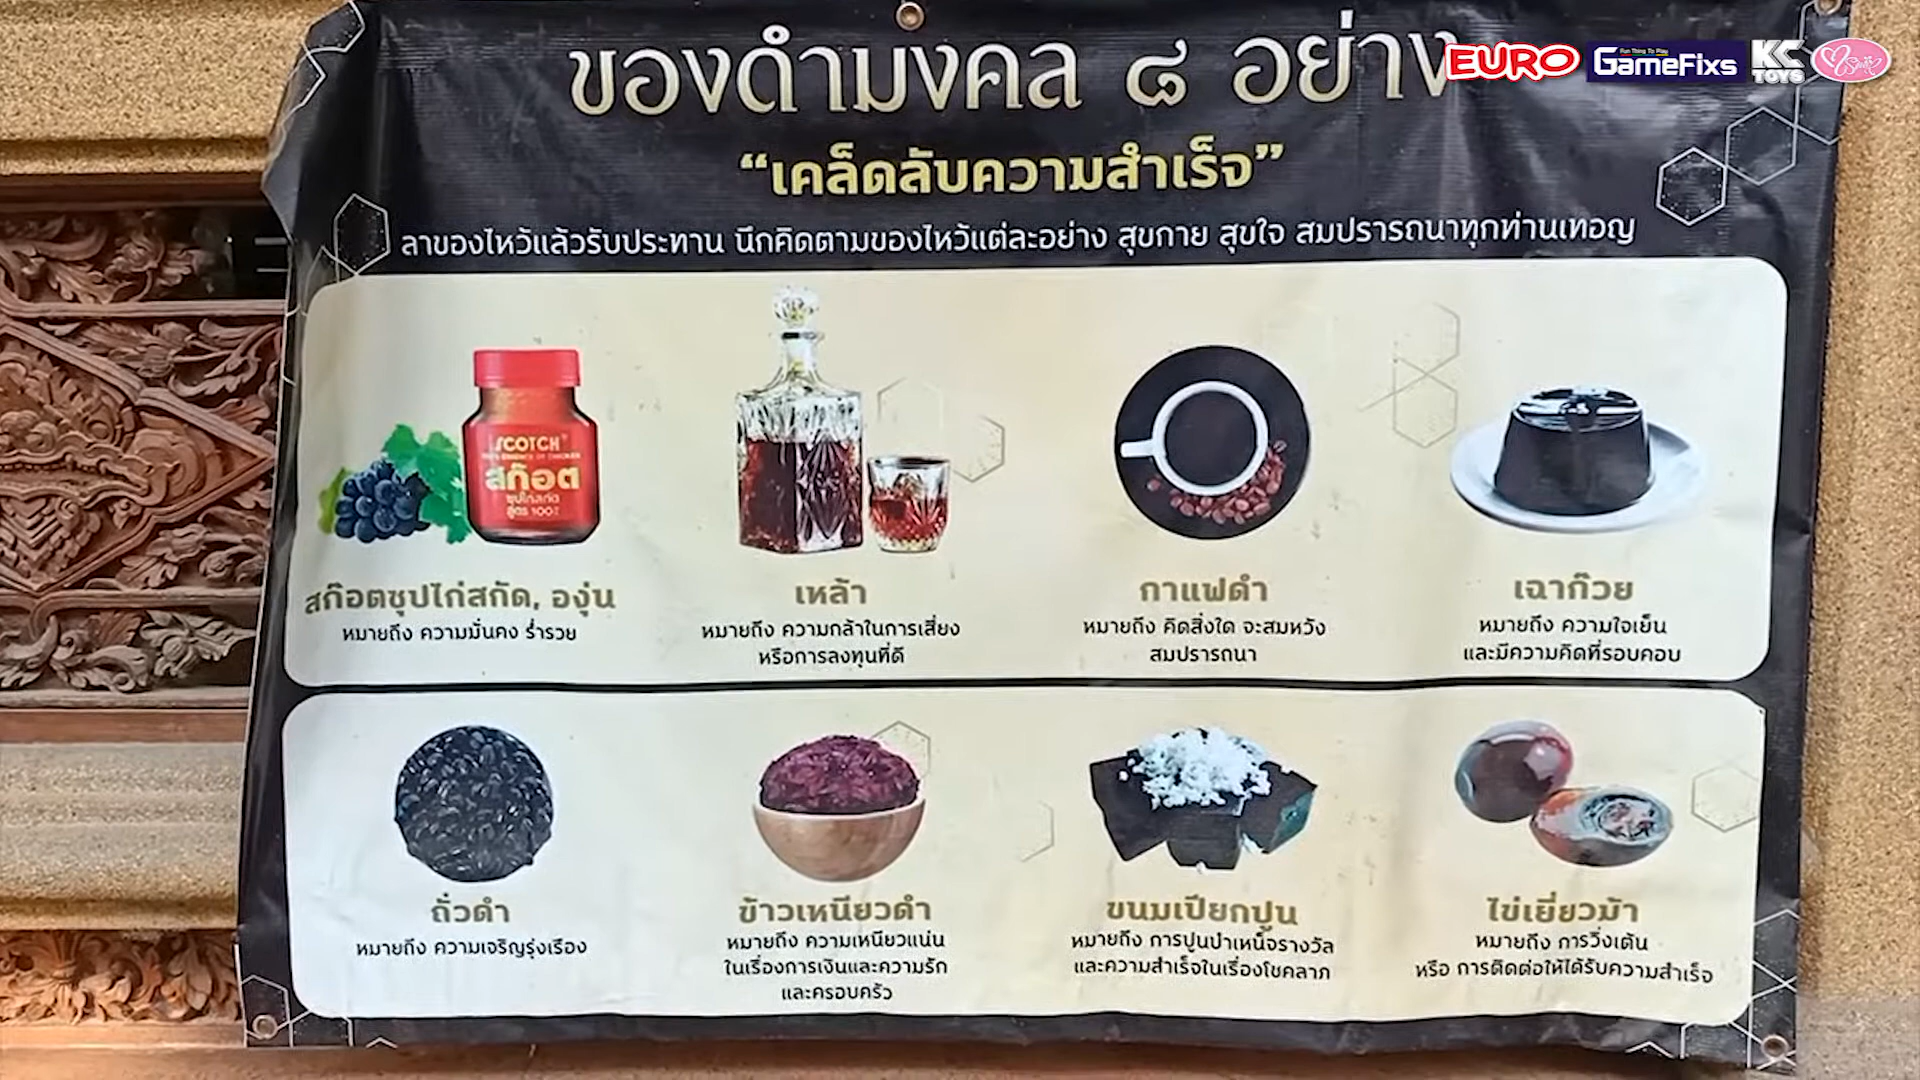 ของดำมงคล ๘ อย่าง
EURO
Fun Thing To Play
GameFixs
KC
TOYS
“เคล็ดลับความสำเร็จ”
ลาของไหว้แล้วรับประทาน นึกคิดตามของไหว้แต่ละอย่าง สุขกาย สุขใจ สมปรารถนาทุกท่านเทอญ
SCOTCH
สก๊อต
ซุปไก่สกัด
สูตร 100%
สก๊อตซุปไก่สกัด, องุ่น
หมายถึง ความมั่นคง ร่ำรวย
เหล้า
หมายถึง ความกล้าในการเสี่ยง
หรือการลงทุนที่ดี
กาแฟดำ
หมายถึง คิดสิ่งใด จะสมหวัง
สมปรารถนา
เฉาก๊วย
หมายถึง ความใจเย็น
และมีความคิดที่รอบคอบ
ถั่วดำ
หมายถึง ความเจริญรุ่งเรือง
ข้าวเหนียวดำ
หมายถึง ความเหนียวแน่น
ในเรื่องการเงินและความรัก
และครอบครัว
ขนมเปียกปูน
หมายถึง การปูนบำเหน็จรางวัล
และความสำเร็จในเรื่องโชคลาภ
ไข่เยี่ยวม้า
หมายถึง การวิ่งเต้น
หรือ การติดต่อให้ได้รับความสำเร็จ